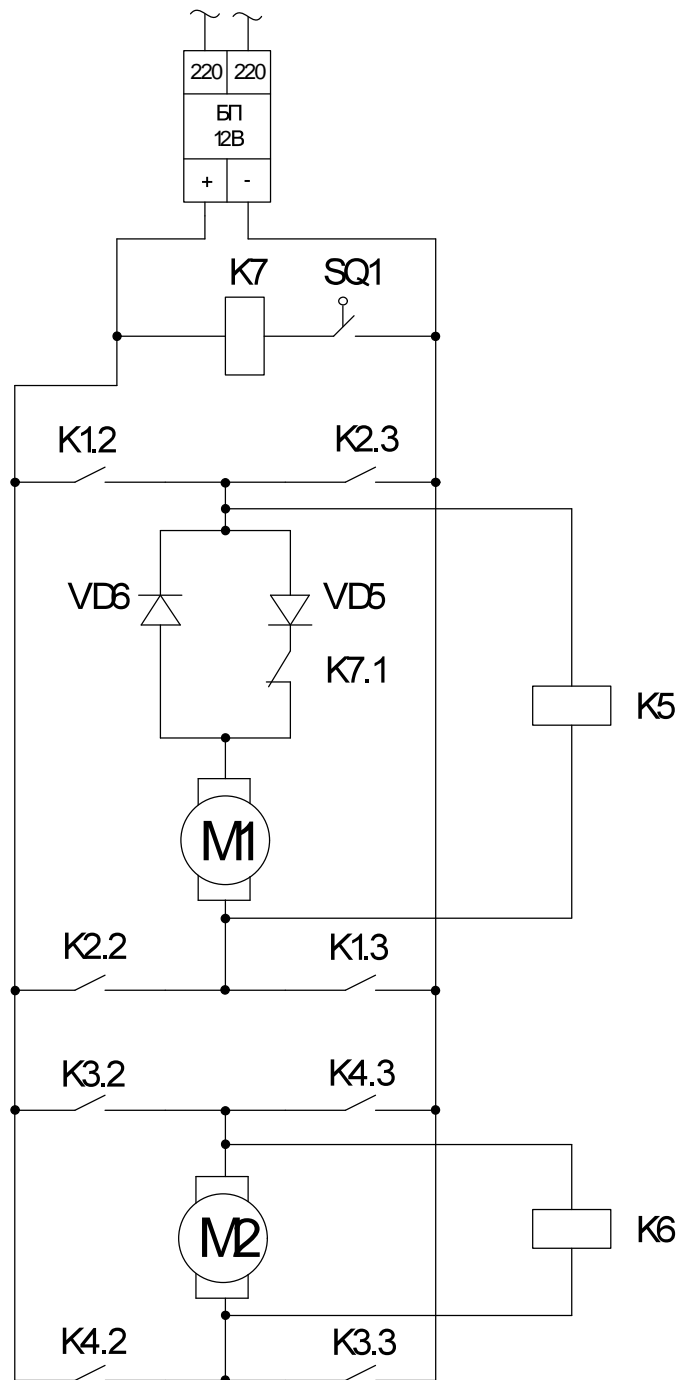 220 220
БП
12В
+ -
K7 SQ1
K1.2 K2.3
VD6 VD5
K7.1
K5
M1
K2.2 K1.3
K3.2 K4.3
M2 K6
K4.2 K3.3